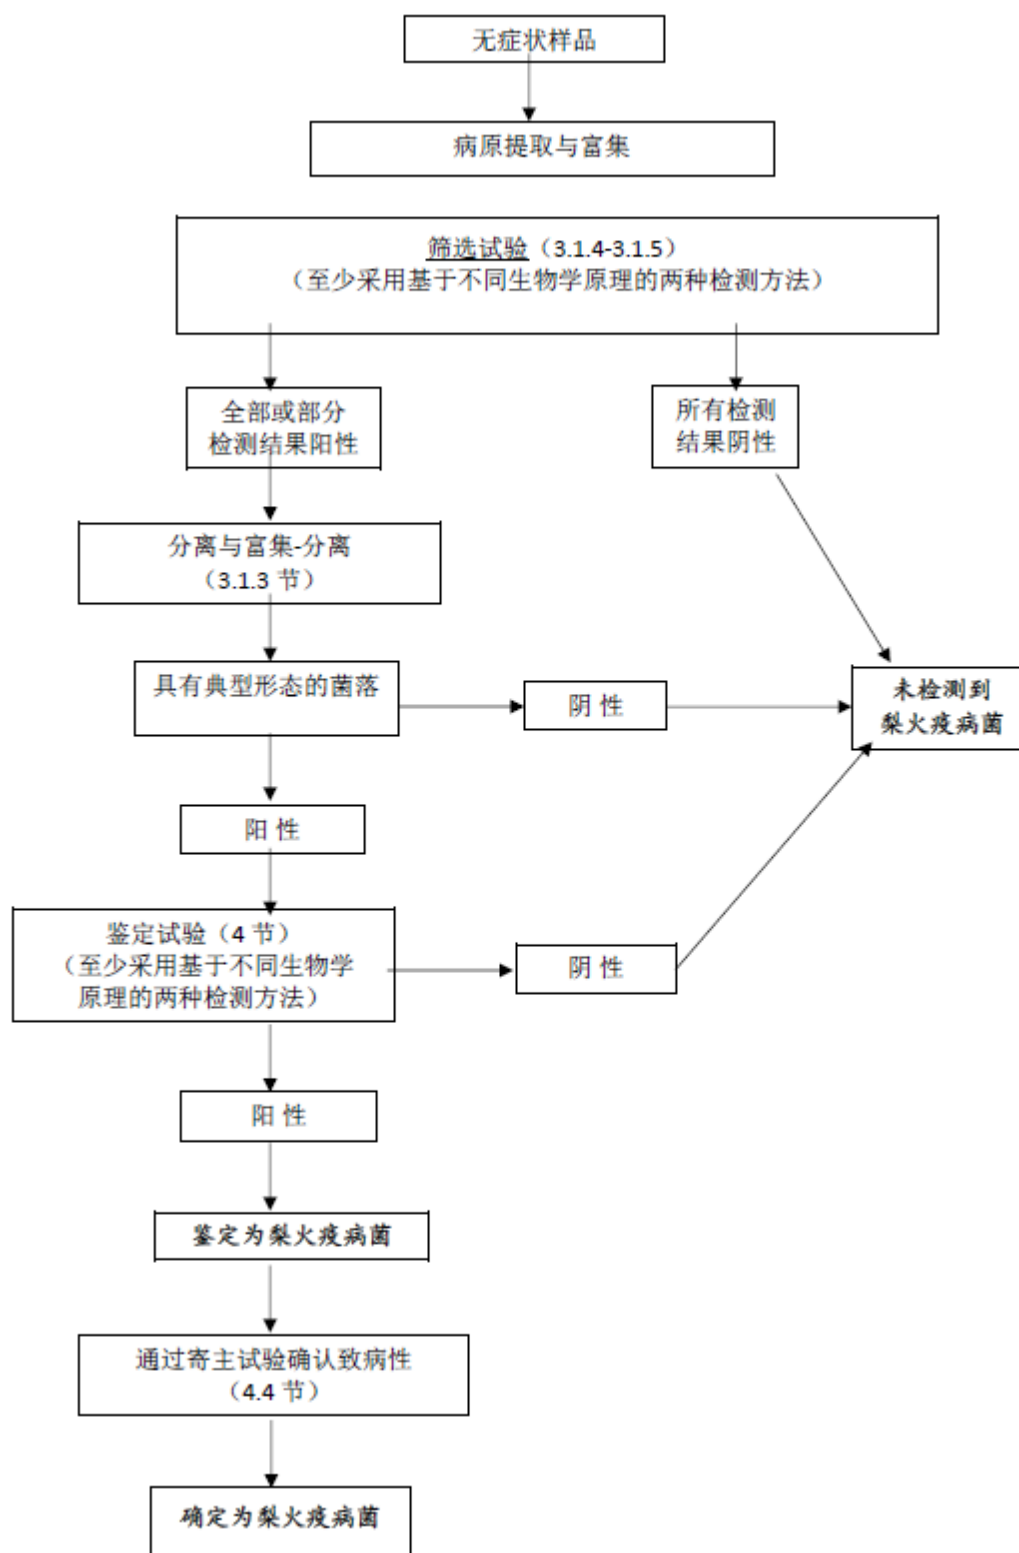 无症状样品
病原提取与富集
筛选试验（3.1.4-3.1.5）
（至少采用基于不同生物学原理的两种检测方法）
全部或部分
检测结果阳性
所有检测
结果阴性
分离与富集-分离
（3.1.3 节）
具有典型形态的菌落
阴 性
未检测到
梨火疫病菌
阳 性
鉴定试验（4 节）
（至少采用基于不同生物学
原理的两种检测方法）
阴 性
阳 性
鉴定为梨火疫病菌
通过寄主试验确认致病性
（4.4 节）
确定为梨火疫病菌